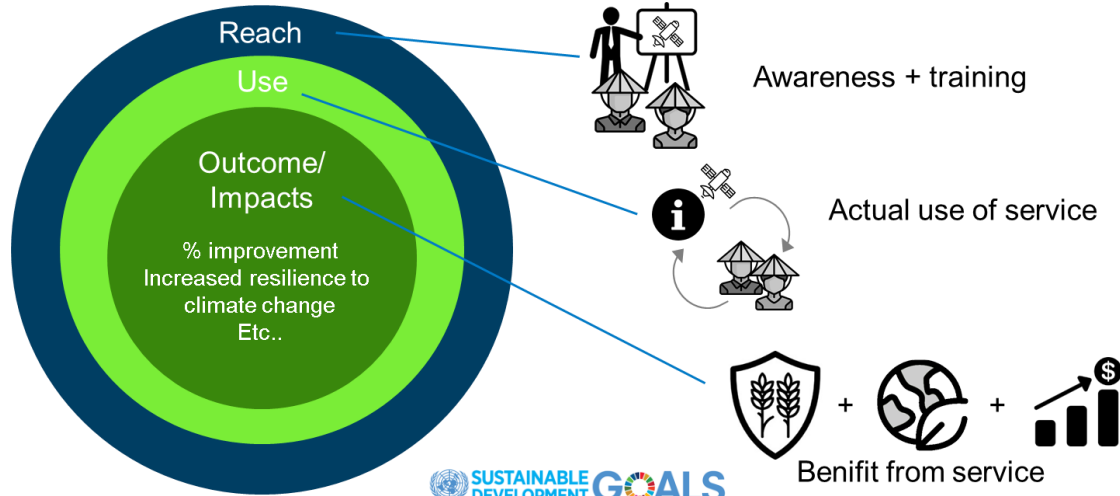 Reach
Awareness + training
Use
Outcome/
Impacts
% improvement
Increased resilience to
climate change
Etc..
i
Actual use of service
$
+ +
Benifit from service
SUSTAINABLE
DEVELOPMENT GOALS